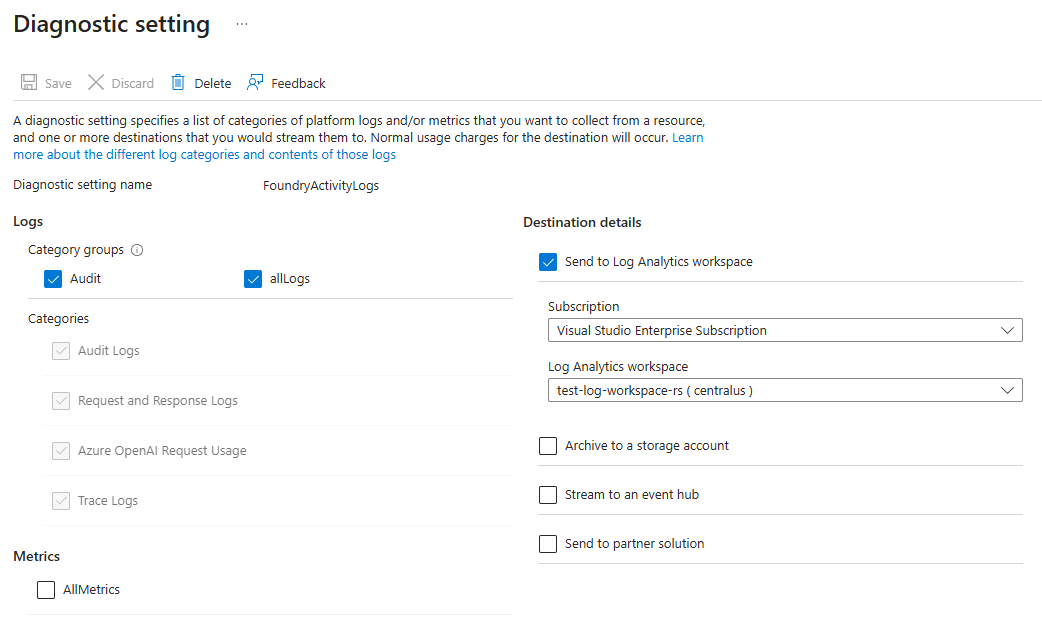 Diagnostic setting ...
Save Discard Delete Feedback
A diagnostic setting specifies a list of categories of platform logs and/or metrics that you want to collect from a resource,
and one or more destinations that you would stream them to. Normal usage charges for the destination will occur. Learn
more about the different log categories and contents of those logs
Diagnostic setting name FoundryActivityLogs
Logs
Category groups
Audit allLogs
Categories
Audit Logs
Request and Response Logs
Azure OpenAI Request Usage
Trace Logs
Metrics
AllMetrics
Destination details
Send to Log Analytics workspace
Subscription
Visual Studio Enterprise Subscription
Log Analytics workspace
test-log-workspace-rs ( centralus )
Archive to a storage account
Stream to an event hub
Send to partner solution